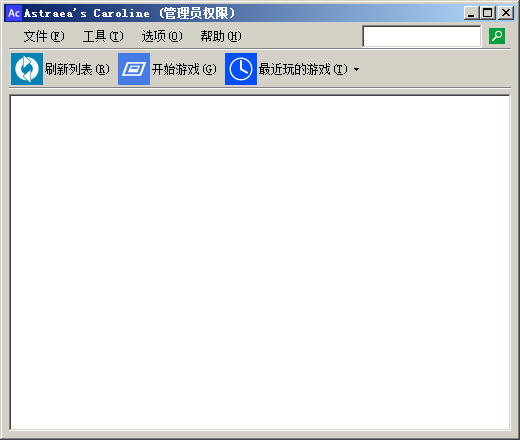 Ac Astraea's Caroline (管理员权限)
文件(F) 工具(T) 选项(O) 帮助(H)
刷新列表(R) 开始游戏(G) 最近玩的游戏(T)